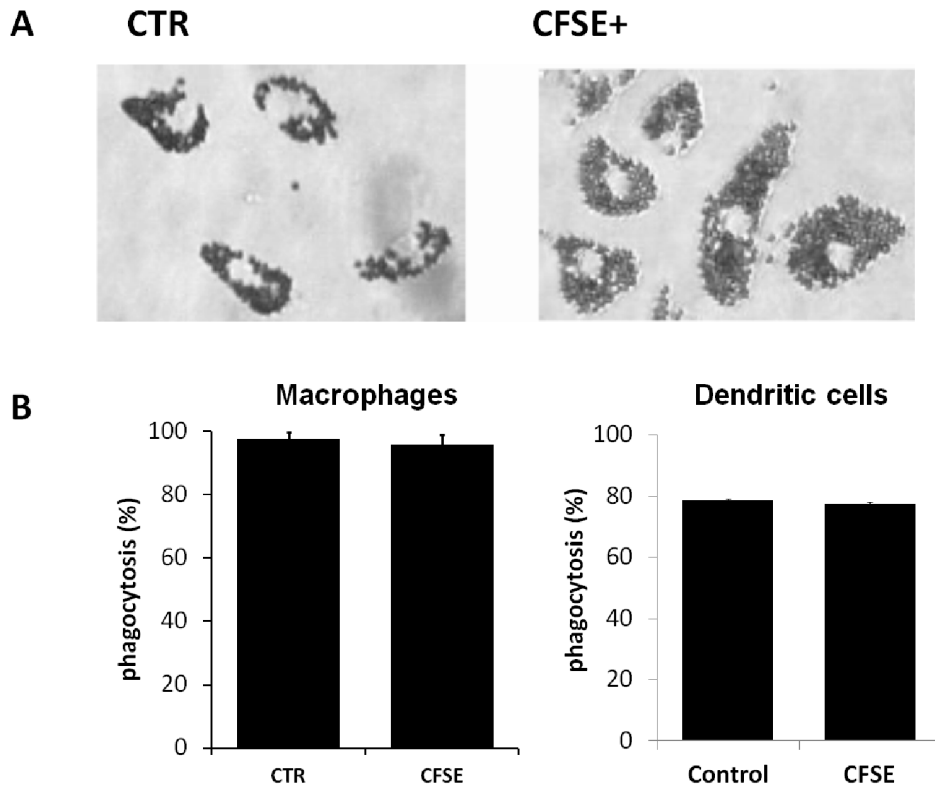 A
CTR
CFSE+
B
Macrophages
phagocytosis (%)
100
80
60
40
20
0
CTR
CFSE
Dendritic cells
phagocytosis (%)
100
80
60
40
20
0
Control
CFSE